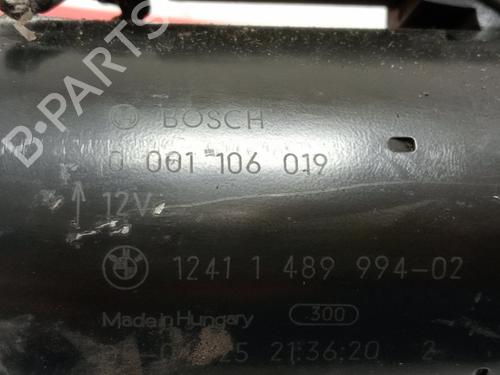 BOSCH
0 001 106 019
12V
1241 1 489 994-02
Made in Hungary 300
25 21:36:20 2
B-PARTS